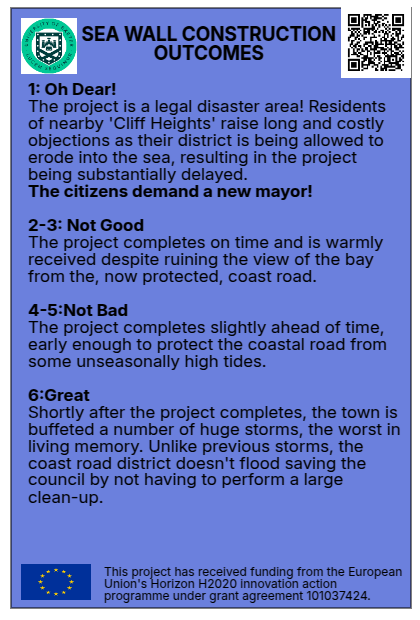 SEA WALL CONSTRUCTION
OUTCOMES
1: Oh Dear!
The project is a legal disaster area! Residents
of nearby 'Cliff Heights' raise long and costly
objections as their district is being allowed to
erode into the sea, resulting in the project
being substantially delayed.
The citizens demand a new mayor!
2-3: Not Good
The project completes on time and is warmly
received despite ruining the view of the bay
from the, now protected, coast road.
4-5:Not Bad
The project completes slightly ahead of time,
early enough to protect the coastal road from
some unseasonally high tides.
6:Great
Shortly after the project completes, the town is
buffeted a number of huge storms, the worst in
living memory. Unlike previous storms, the
coast road district doesn't flood saving the
council by not having to perform a large
clean-up.
This project has received funding from the European
Union's Horizon H2020 innovation action
programme under grant agreement 101037424.